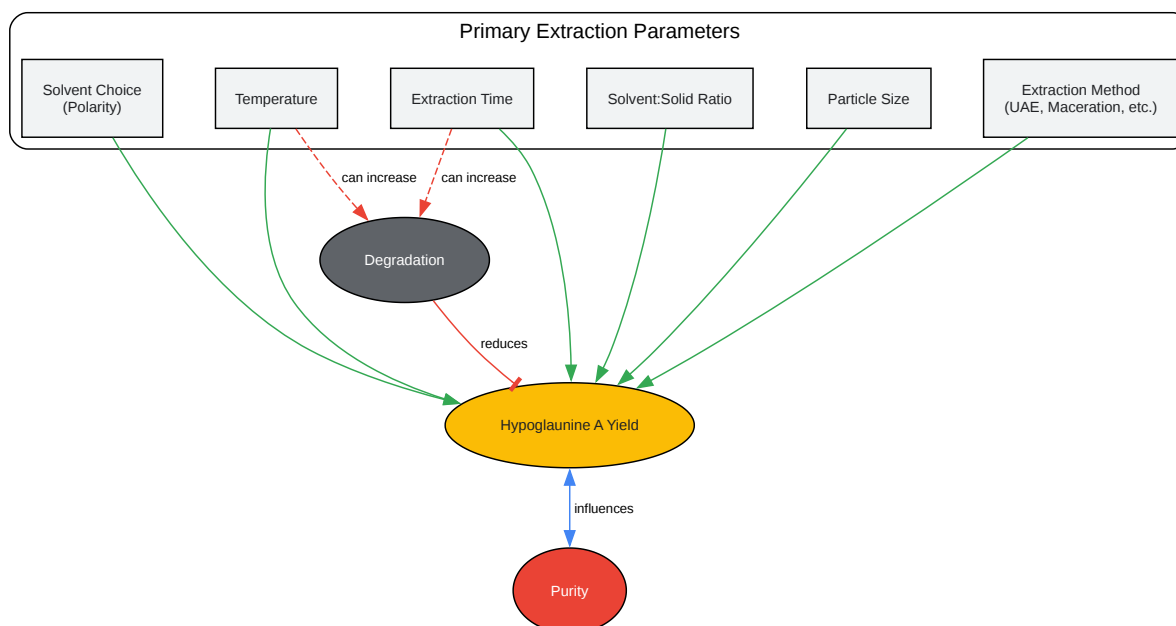 Primary Extraction Parameters
Solvent Choice
(Polarity)
Temperature
Extraction Time
Solvent:Solid Ratio
Particle Size
Extraction Method
(UAE, Maceration, etc.)
can increase
can increase
Degradation
reduces
Hypoglaunine A Yield
influences
Purity